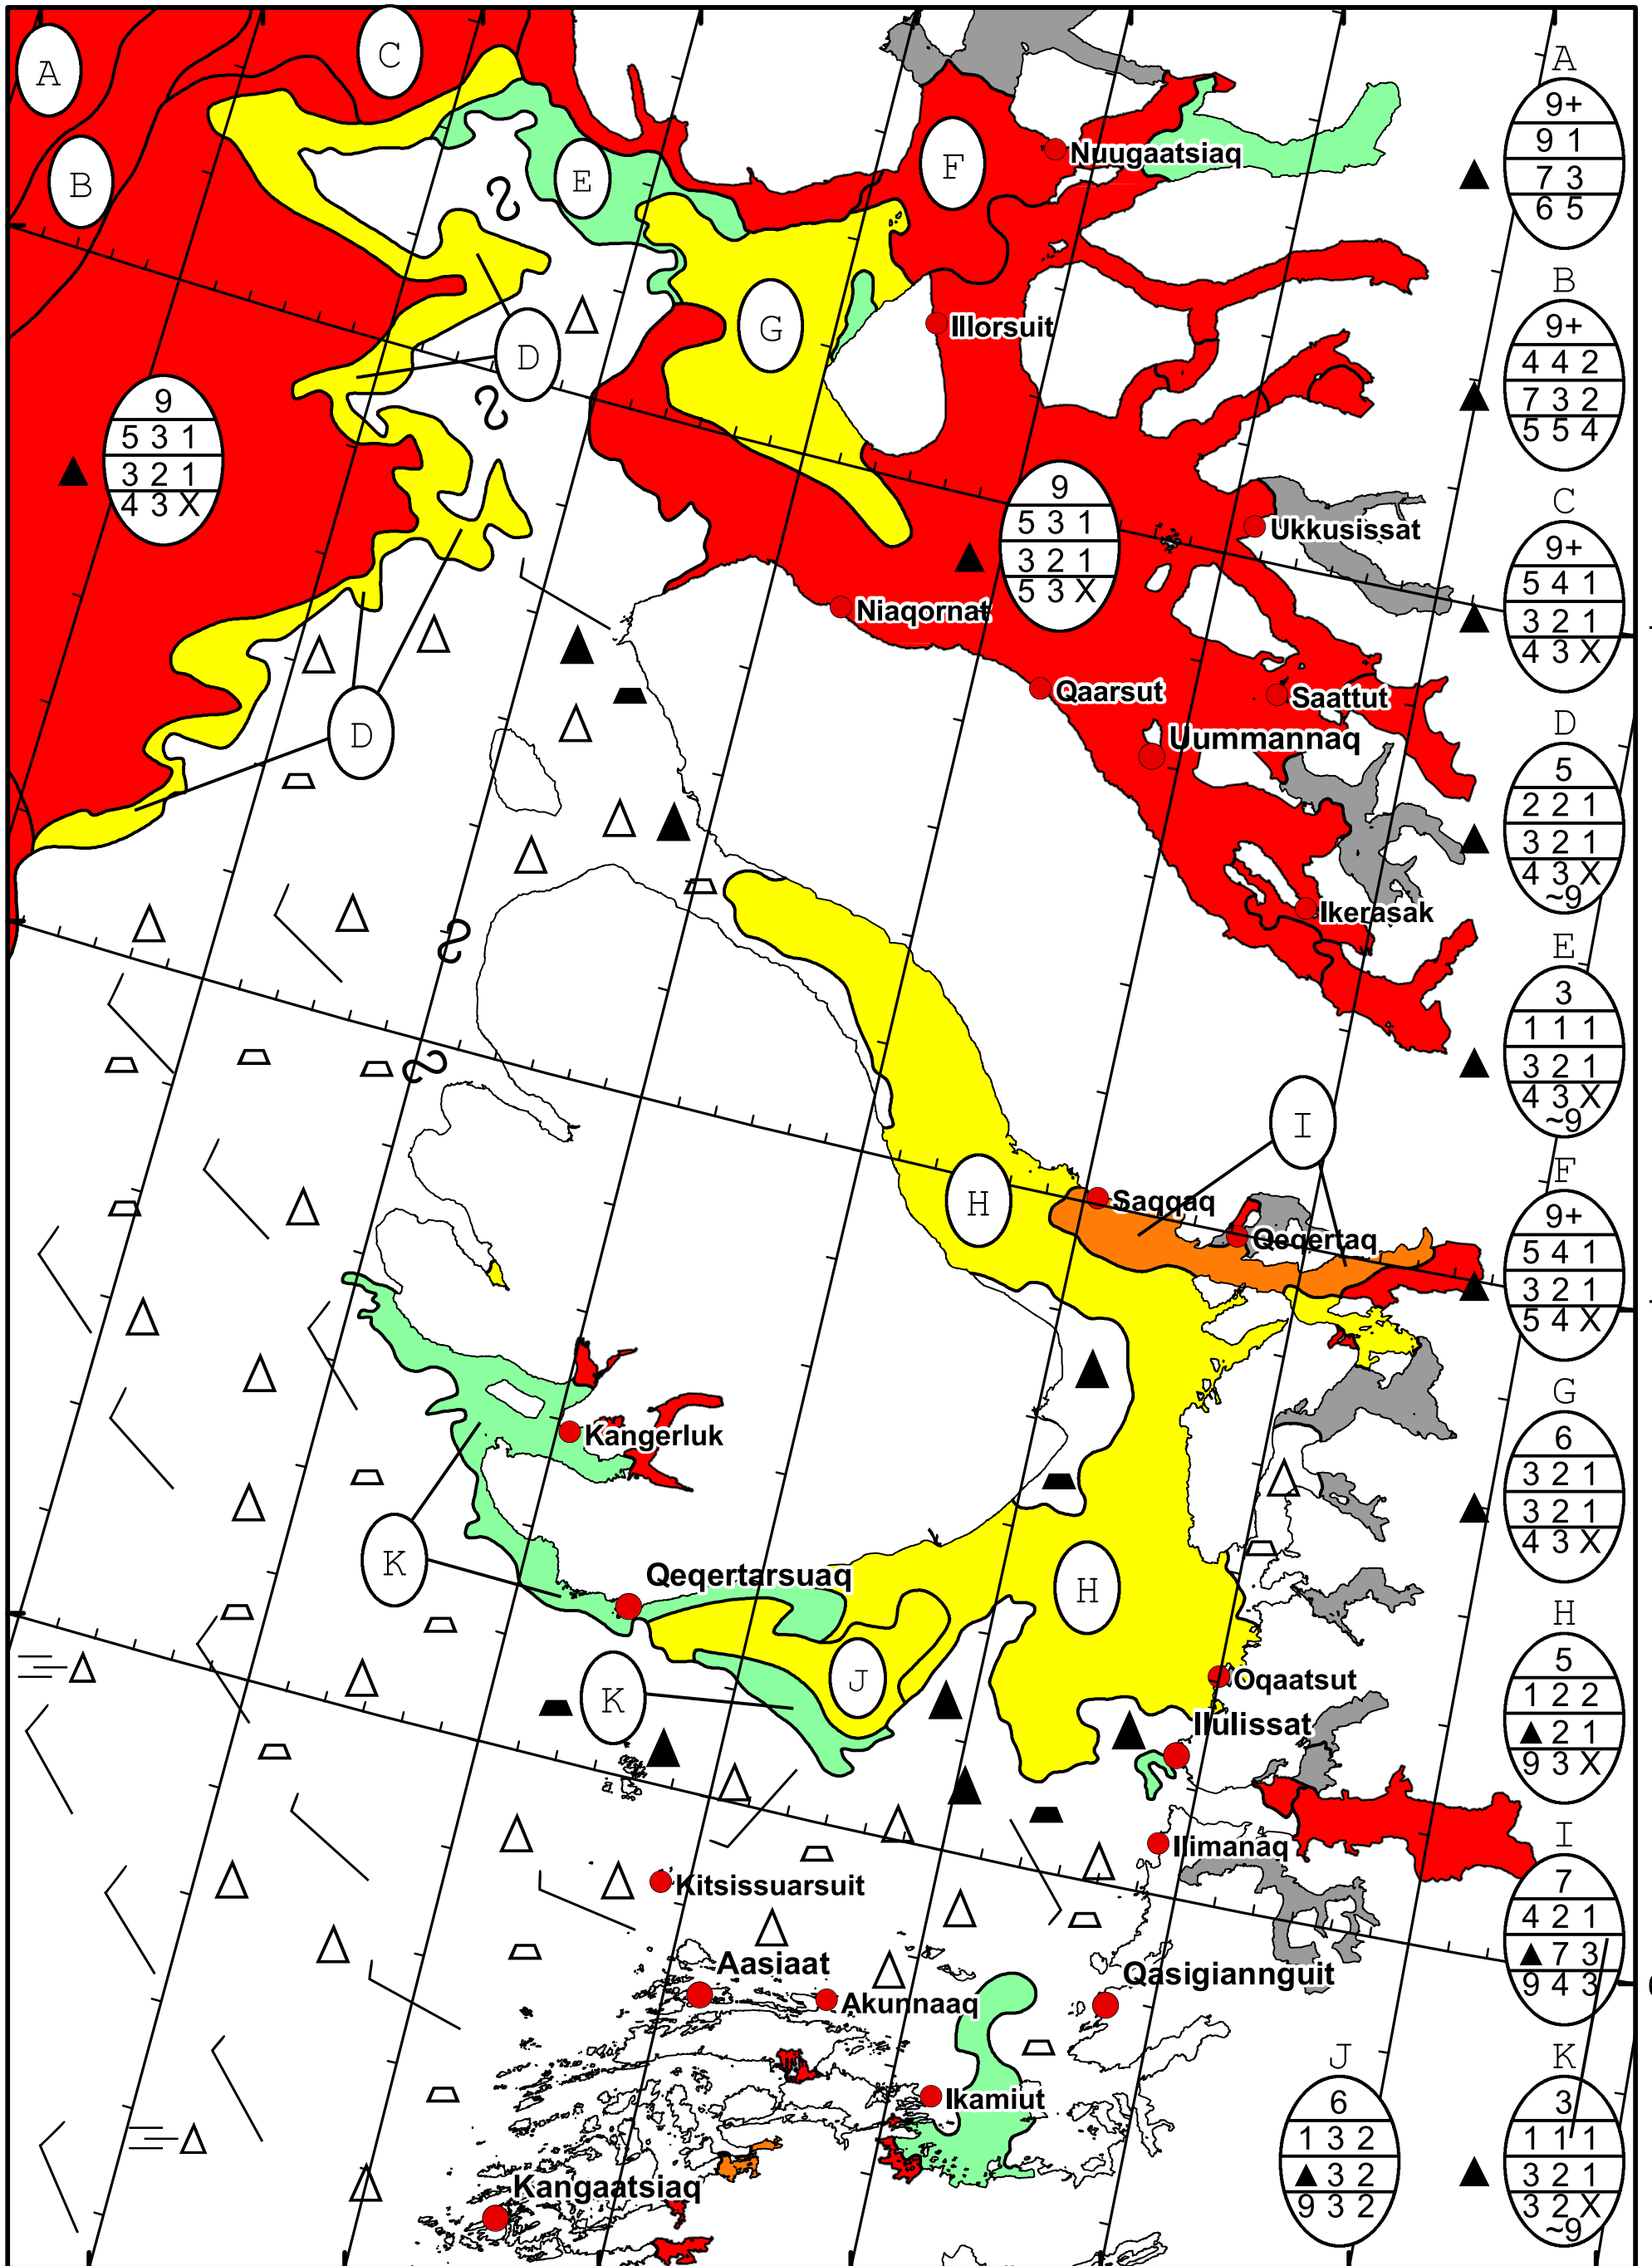 A
C
A
9+
9 1
7 3
6 5
B
E
F
Nuugaatsiaq
B
9+
4 4 2
7 3 2
5 5 4
G
Illorsuit
D
9
5 3 1
3 2 1
4 3 X
9
5 3 1
3 2 1
5 3 X
Ukkusissat
C
9+
5 4 1
3 2 1
4 3 X
Niaqornat
Qaarsut
Saattut
Uummannaq
D
D
5
2 2 1
3 2 1
4 3 X
~9
Ikerasak
E
3
1 1 1
3 2 1
4 3 X
~9
I
H
Saqqaq
Qeqertaq
F
9+
5 4 1
3 2 1
5 4 X
Kangerluk
G
6
3 2 1
3 2 1
4 3 X
K
Qeqertarsuaq
H
H
5
1 2 2
▲ 2 1
9 3 X
J
K
Oqaatsut
Ilulissat
Ilimanaq
I
7
4 2 1
▲ 7 3
9 4 3
Kitsissuarsuit
Aasiaat
Akunnaaq
Qasigiannguit
Ikamiut
J
6
1 3 2
▲ 3 2
9 3 2
K
3
1 1 1
3 2 1
3 2 X
~9
Kangaatsiaq